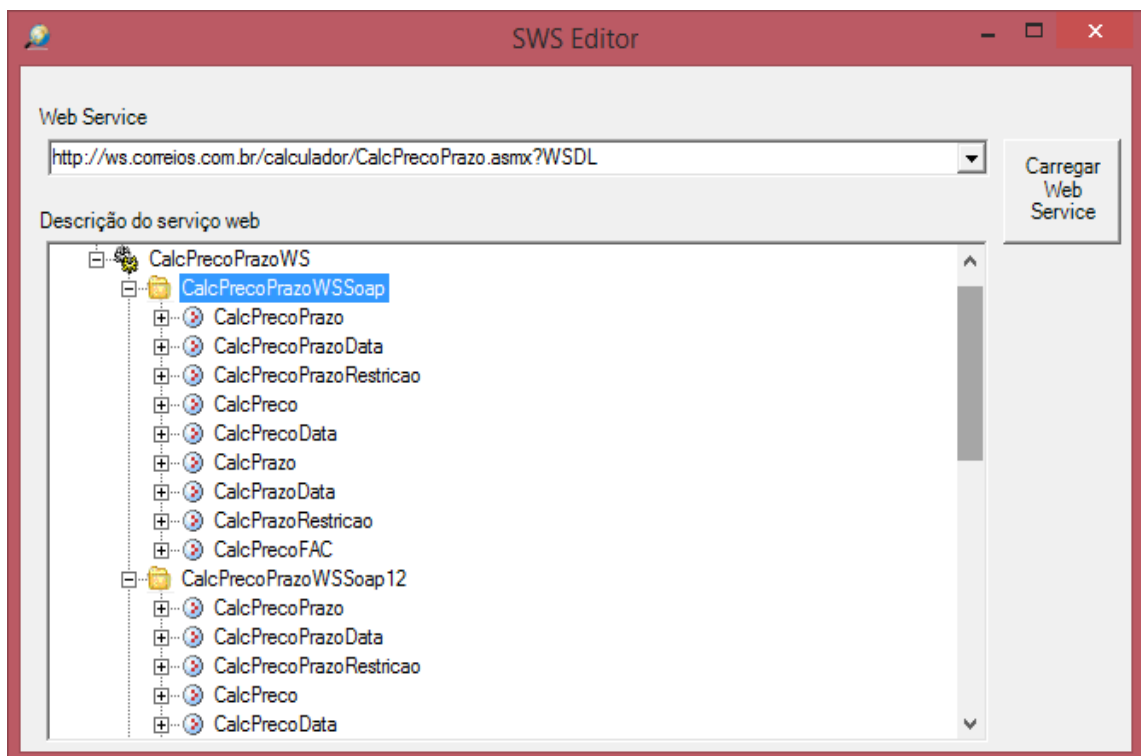 SWS Editor
Web Service
http://ws.correios.com.br/calculador/CalcPrecoPrazo.asmx?WSDL
Carregar
Web
Service
Descrição do serviço web
CalcPrecoPrazoWS
CalcPrecoPrazoWSSoap
CalcPrecoPrazo
CalcPrecoPrazoData
CalcPrecoPrazoRestricao
CalcPreco
CalcPrecoData
CalcPrazo
CalcPrazoData
CalcPrazoRestricao
CalcPrecoFAC
CalcPrecoPrazoWSSoap12
CalcPrecoPrazo
CalcPrecoPrazoData
CalcPrecoPrazoRestricao
CalcPreco
CalcPrecoData